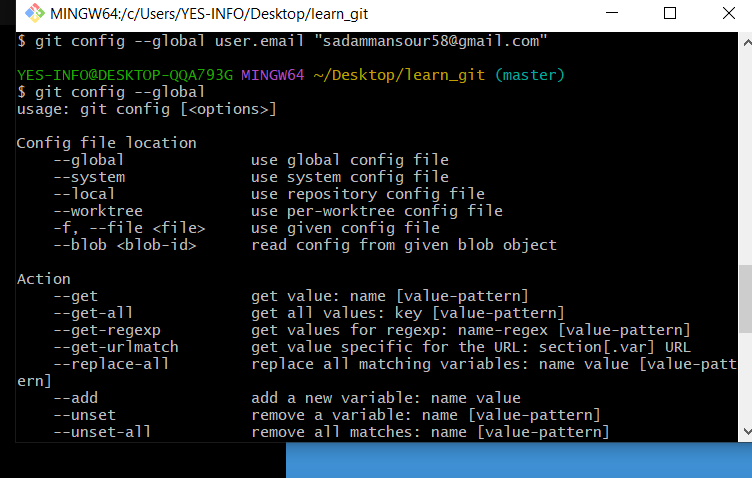 MINGW64:/c/Users/YES-INFO/Desktop/learn_git
$ git config --global user.email "sadammansour58@gmail.com"
YES-INFO@DESKTOP-QQA793G MINGW64 ~/Desktop/learn_git (master)
$ git config --global
usage: git config [<options>]
Config file location
--global use global config file
--system use system config file
--local use repository config file
--worktree use per-worktree config file
-f, --file <file> use given config file
--blob <blob-id> read config from given blob object
Action
--get get value: name [value-pattern]
--get-all get all values: key [value-pattern]
--get-regexp get values for regexp: name-regex [value-pattern]
--get-urlmatch get value specific for the URL: section[.var] URL
--replace-all replace all matching variables: name value [value-patt
ern]
--add add a new variable: name value
--unset remove a variable: name [value-pattern]
--unset-all remove all matches: name [value-pattern]